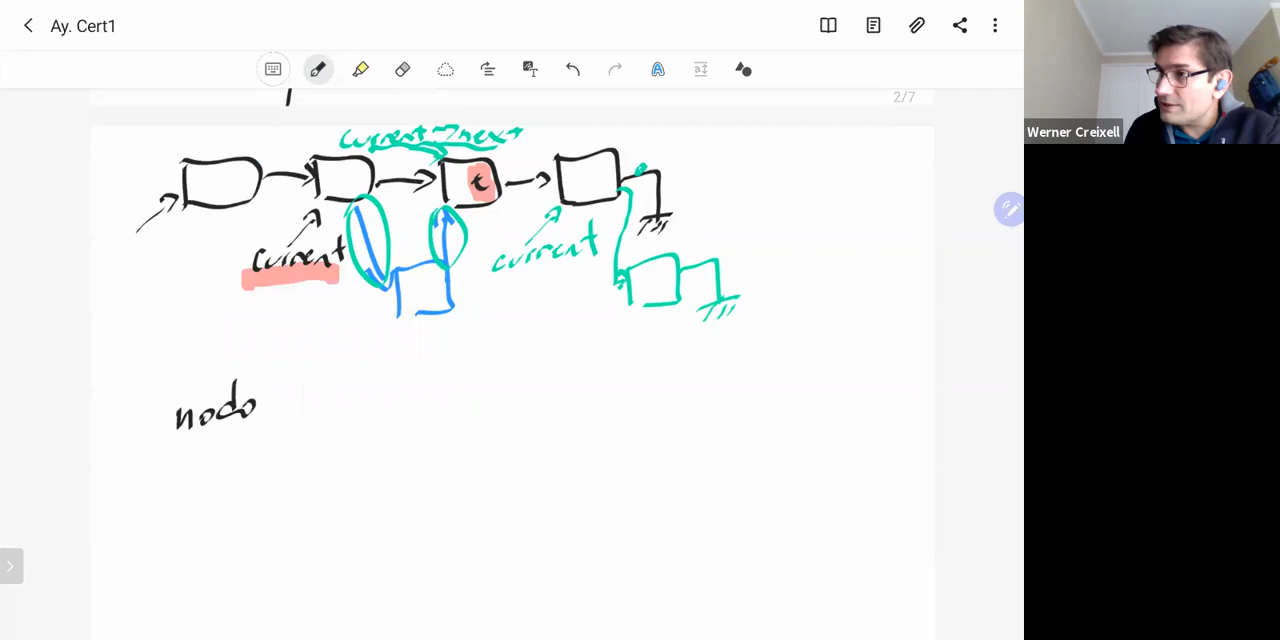 Ay. Cert1
2/7
Werner Creixell
current->next
t
current
current
nodo